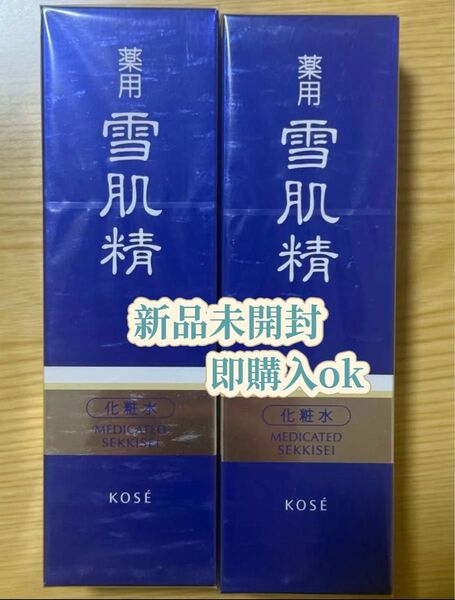 薬用
雪肌精
化粧水
MEDICATED
SEKKISEI
KOSÉ
薬用
雪肌精
化粧水
MEDICATED
SEKKISEI
KOSÉ
新品未開封
即購入ok